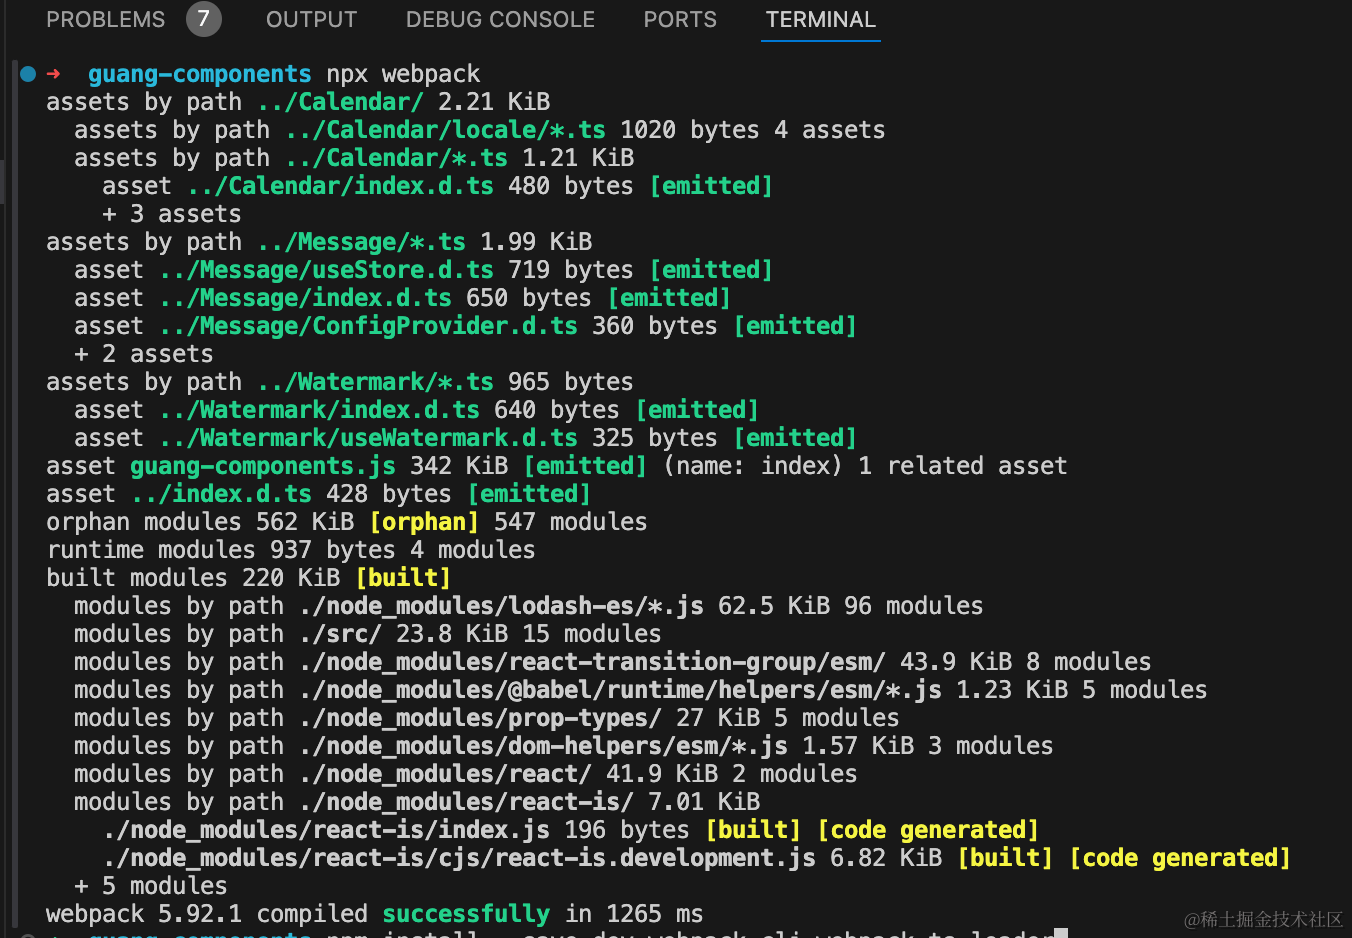 PROBLEMS 7 OUTPUT DEBUG CONSOLE PORTS TERMINAL
➜ guang-components npx webpack
assets by path ../Calendar/ 2.21 KiB
assets by path ../Calendar/locale/*.ts 1020 bytes 4 assets
assets by path ../Calendar/*.ts 1.21 KiB
asset ../Calendar/index.d.ts 480 bytes [emitted]
+ 3 assets
assets by path ../Message/*.ts 1.99 KiB
asset ../Message/useStore.d.ts 719 bytes [emitted]
asset ../Message/index.d.ts 650 bytes [emitted]
asset ../Message/ConfigProvider.d.ts 360 bytes [emitted]
+ 2 assets
assets by path ../Watermark/*.ts 965 bytes
asset ../Watermark/index.d.ts 640 bytes [emitted]
asset ../Watermark/useWatermark.d.ts 325 bytes [emitted]
asset guang-components.js 342 KiB [emitted] (name: index) 1 related asset
asset ../index.d.ts 428 bytes [emitted]
orphan modules 562 KiB [orphan] 547 modules
runtime modules 937 bytes 4 modules
built modules 220 KiB [built]
modules by path ./node_modules/lodash-es/*.js 62.5 KiB 96 modules
modules by path ./src/ 23.8 KiB 15 modules
modules by path ./node_modules/react-transition-group/esm/ 43.9 KiB 8 modules
modules by path ./node_modules/@babel/runtime/helpers/esm/*.js 1.23 KiB 5 modules
modules by path ./node_modules/prop-types/ 27 KiB 5 modules
modules by path ./node_modules/dom-helpers/esm/*.js 1.57 KiB 3 modules
modules by path ./node_modules/react/ 41.9 KiB 2 modules
modules by path ./node_modules/react-is/ 7.01 KiB
./node_modules/react-is/index.js 196 bytes [built] [code generated]
./node_modules/react-is/cjs/react-is.development.js 6.82 KiB [built] [code generated]
+ 5 modules
webpack 5.92.1 compiled successfully in 1265 ms
@稀土掘金技术社区